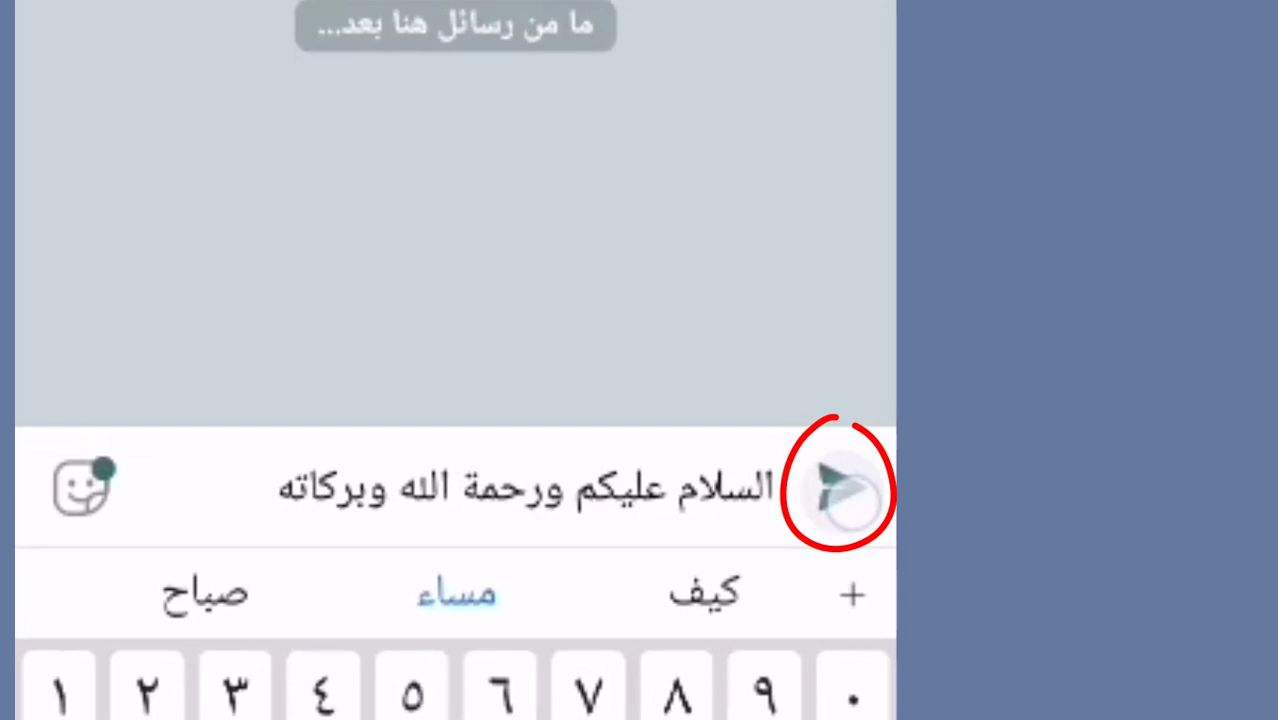 ما من رسائل هنا بعد...
السلام عليكم ورحمة الله وبركاته
+ كيف مساء صباح
١ ٢ ٣ ٤ ٥ ٦ ٧ ٨ ٩ ٠